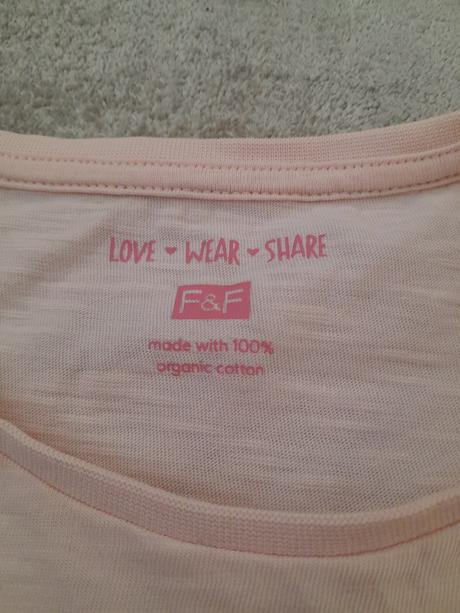 LOVE ♥ WEAR ♥ SHARE
F&F
made with 100%
organic cotton